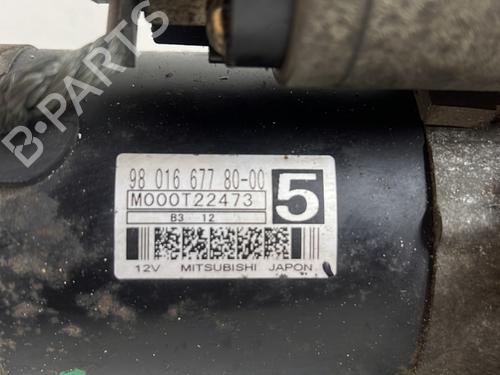 B-PARTS
98 016 677 80-00
M000T22473
5
B3 12
12V MITSUBISHI JAPON